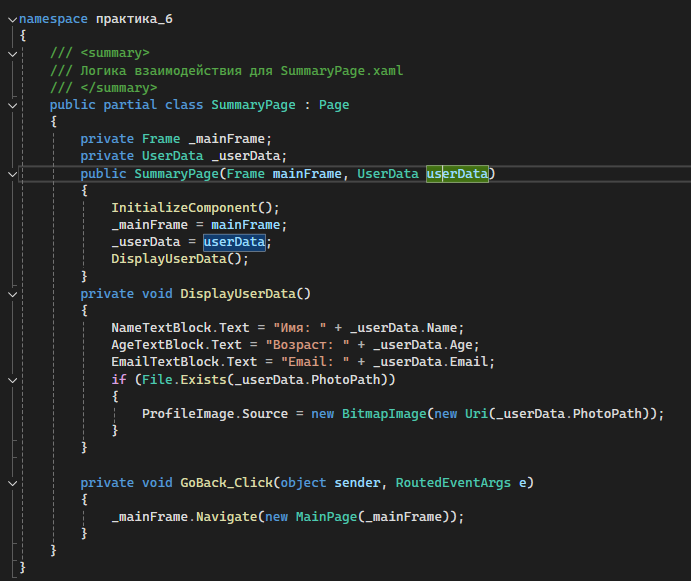 namespace практика_6
{
/// <summary>
/// Логика взаимодействия для SummaryPage.xaml
/// </summary>
public partial class SummaryPage : Page
{
private Frame _mainFrame;
private UserData _userData;
public SummaryPage(Frame mainFrame, UserData userData)
{
InitializeComponent();
_mainFrame = mainFrame;
_userData = userData;
DisplayUserData();
}
private void DisplayUserData()
{
NameTextBlock.Text = "Имя: " + _userData.Name;
AgeTextBlock.Text = "Возраст: " + _userData.Age;
EmailTextBlock.Text = "Email: " + _userData.Email;
if (File.Exists(_userData.PhotoPath))
{
ProfileImage.Source = new BitmapImage(new Uri(_userData.PhotoPath));
}
}
private void GoBack_Click(object sender, RoutedEventArgs e)
{
_mainFrame.Navigate(new MainPage(_mainFrame));
}
}
}